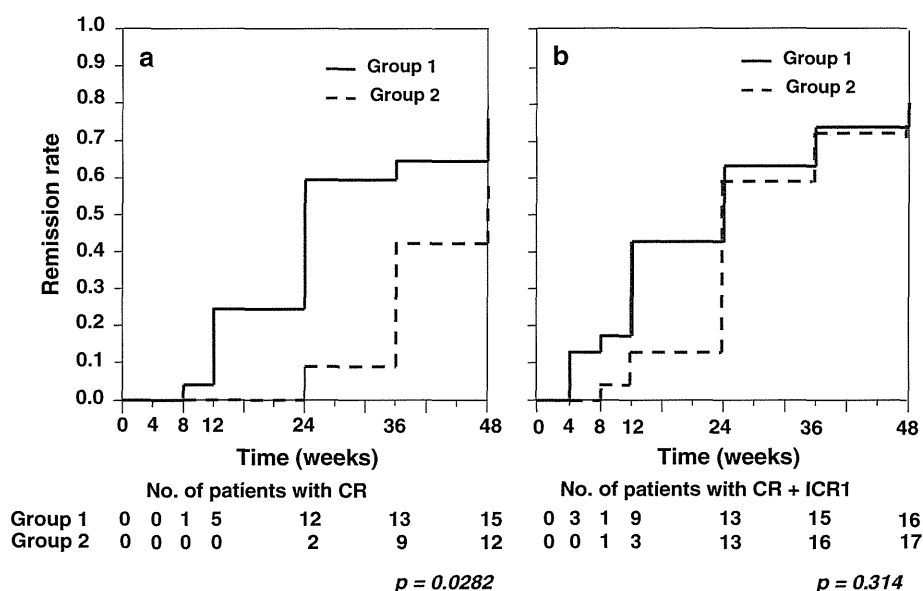 a
Group 1
Group 2
Remission rate
1.0
0.9
0.8
0.7
0.6
0.5
0.4
0.3
0.2
0.1
0.0
0 4 8 12 24 36 48
Time (weeks)
No. of patients with CR
Group 1 0 0 1 5 12 13 15
Group 2 0 0 0 0 2 9 12
p = 0.0282
b
Group 1
Group 2
0 4 8 12 24 36 48
Time (weeks)
No. of patients with CR + ICR1
0 3 1 9 13 15 16
0 0 1 3 13 16 17
p = 0.314